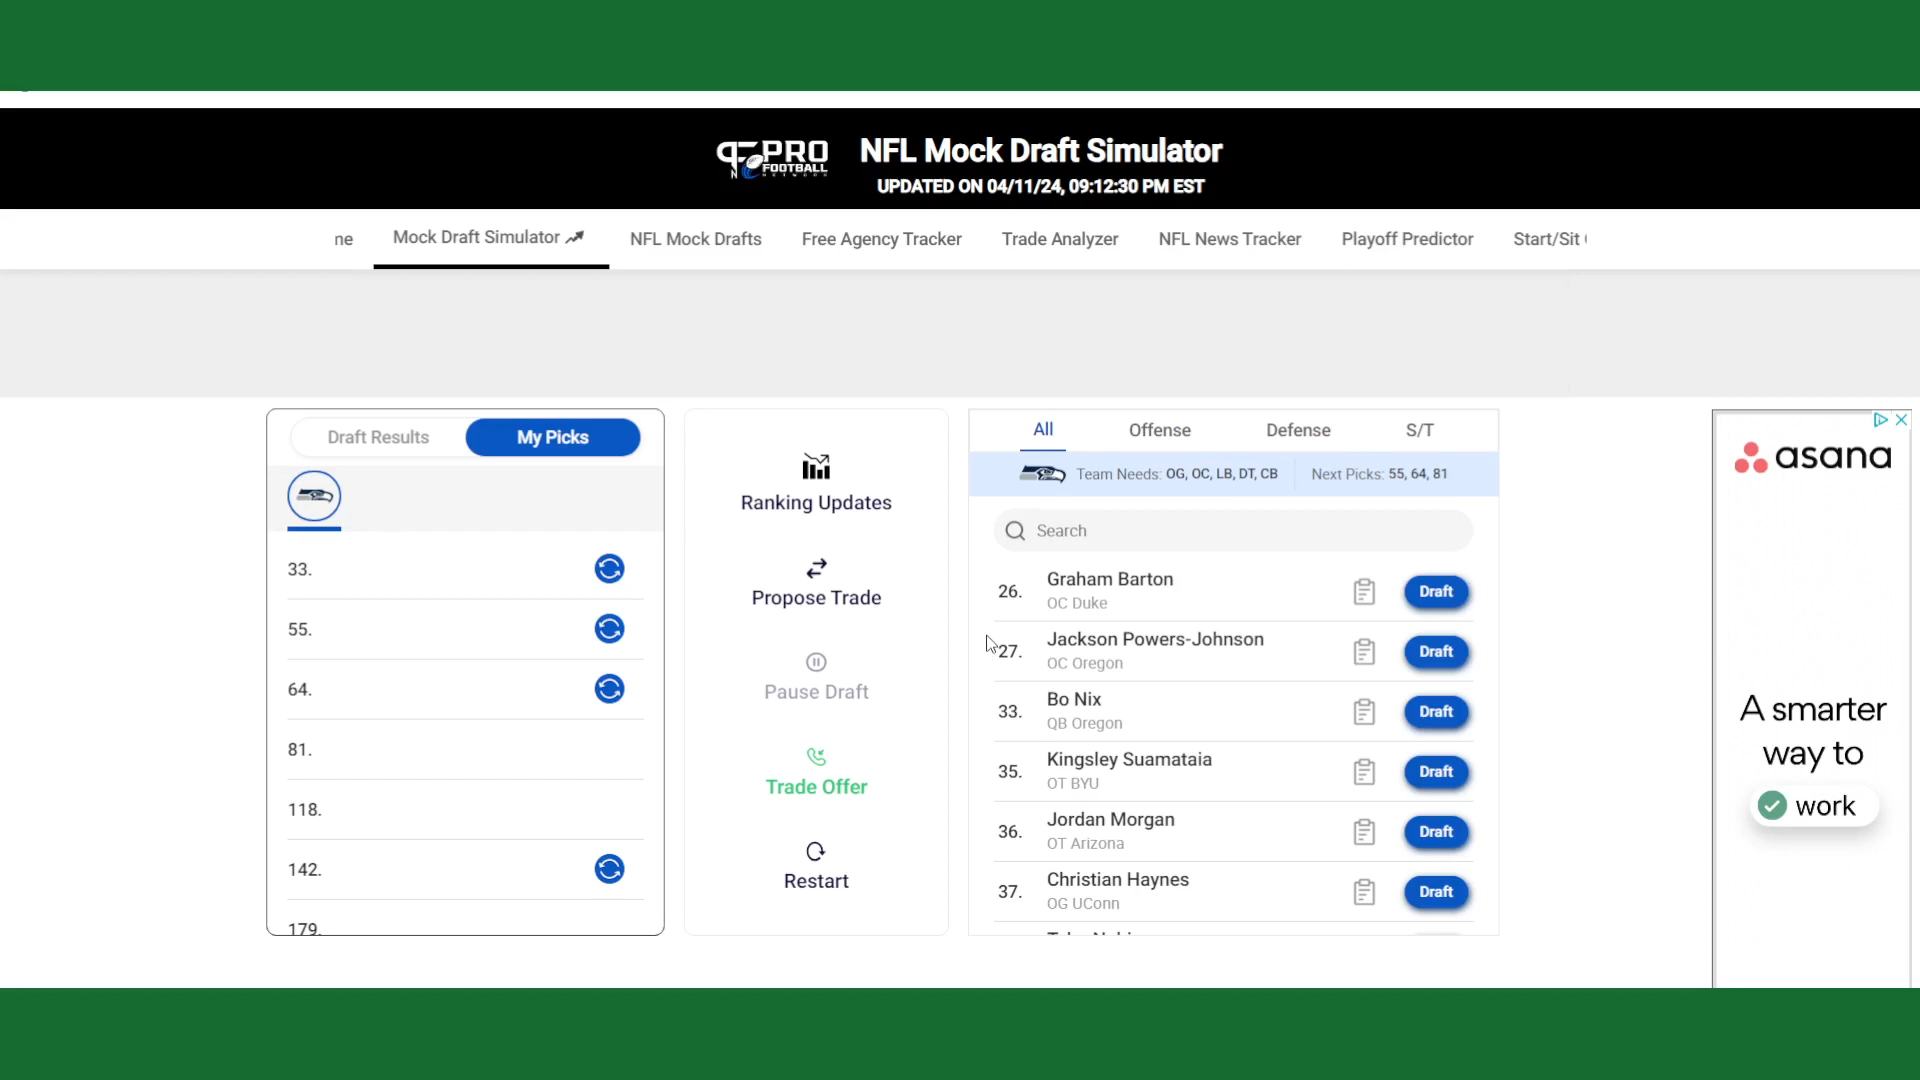 PRO
FOOTBALL
NETWORK
NFL Mock Draft Simulator
UPDATED ON 04/11/24, 09:12:30 PM EST
ne
Mock Draft Simulator
NFL Mock Drafts
Free Agency Tracker
Trade Analyzer
NFL News Tracker
Playoff Predictor
Start/Sit
Draft Results
My Picks
33.
55.
64.
81.
118.
142.
179.
Ranking Updates
Propose Trade
Pause Draft
Trade Offer
Restart
All
Offense
Defense
S/T
Team Needs: OG, OC, LB, DT, CB
Next Picks: 55, 64, 81
Search
26.
Graham Barton
OC Duke
Draft
27.
Jackson Powers-Johnson
OC Oregon
Draft
33.
Bo Nix
QB Oregon
Draft
35.
Kingsley Suamataia
OT BYU
Draft
36.
Jordan Morgan
OT Arizona
Draft
37.
Christian Haynes
OG UConn
Draft
asana
A smarter
way to
work